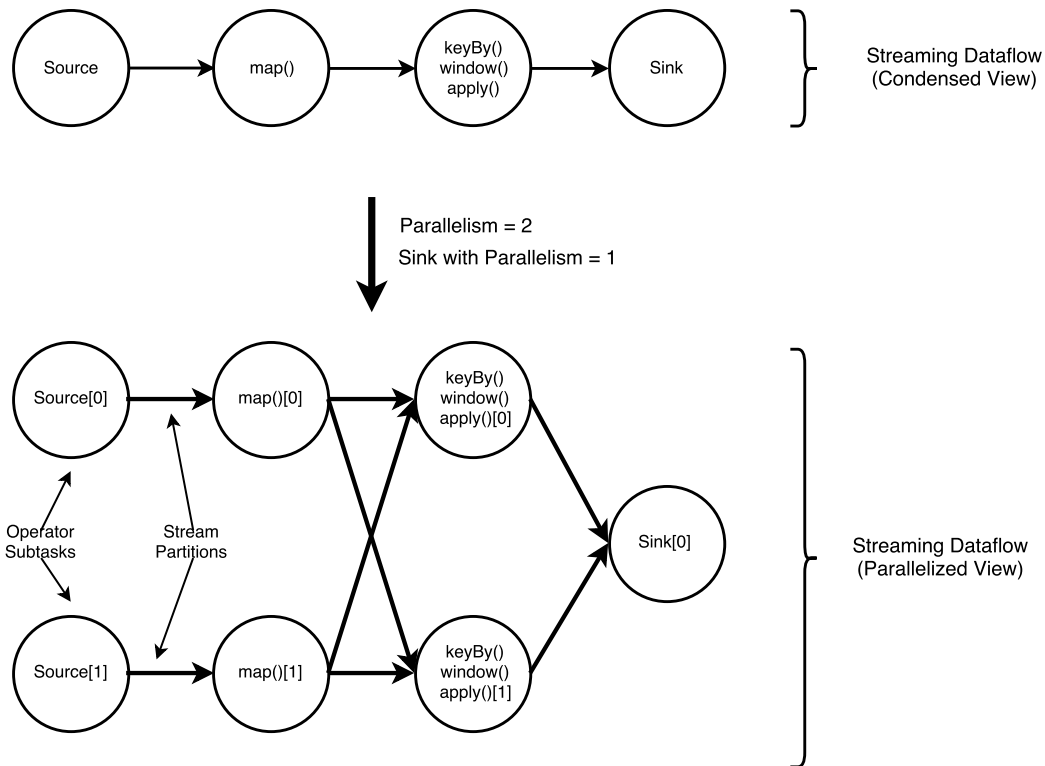 Source
map()
keyBy()
window()
apply()
Sink
Streaming Dataflow
(Condensed View)
Parallelism = 2
Sink with Parallelism = 1
Source[0]
map()[0]
keyBy()
window()
apply()[0]
Operator
Subtasks
Stream
Partitions
Sink[0]
Streaming Dataflow
(Parallelized View)
Source[1]
map()[1]
keyBy()
window()
apply()[1]